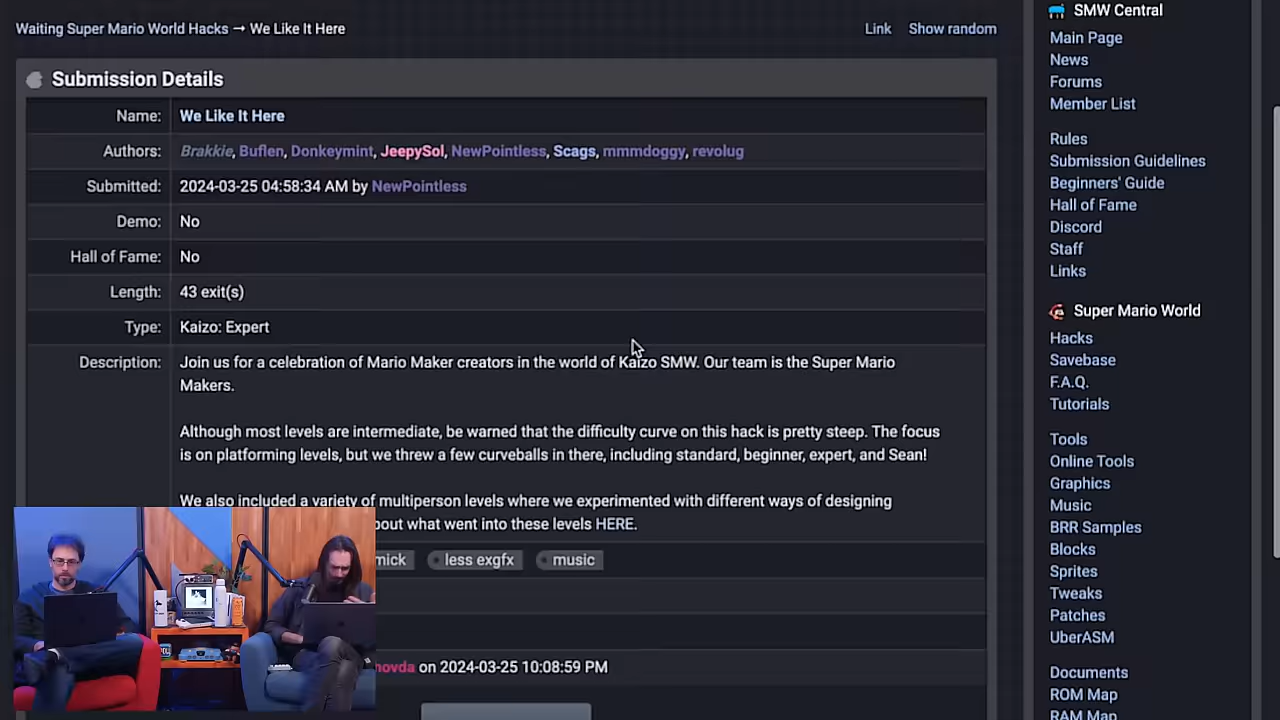 Waiting Super Mario World Hacks → We Like It Here
Link Show random
Submission Details
Name: We Like It Here
Authors: Brakkie, Buflen, Donkeymint, JeepySol, NewPointless, Scags, mmmdoggy, revolug
Submitted: 2024-03-25 04:58:34 AM by NewPointless
Demo: No
Hall of Fame: No
Length: 43 exit(s)
Type: Kaizo: Expert
Description: Join us for a celebration of Mario Maker creators in the world of Kaizo SMW. Our team is the Super Mario
Makers.
Although most levels are intermediate, be warned that the difficulty curve on this hack is pretty steep. The focus
is on platforming levels, but we threw a few curveballs in there, including standard, beginner, expert, and Sean!
We also included a variety of multiperson levels where we experimented with different ways of designing
bout what went into these levels HERE.
mick less exgfx music
novda on 2024-03-25 10:08:59 PM
SMW Central
Main Page
News
Forums
Member List
Rules
Submission Guidelines
Beginners' Guide
Hall of Fame
Discord
Staff
Links
Super Mario World
Hacks
Savebase
F.A.Q.
Tutorials
Tools
Online Tools
Graphics
Music
BRR Samples
Blocks
Sprites
Tweaks
Patches
UberASM
Documents
ROM Map
RAM Map